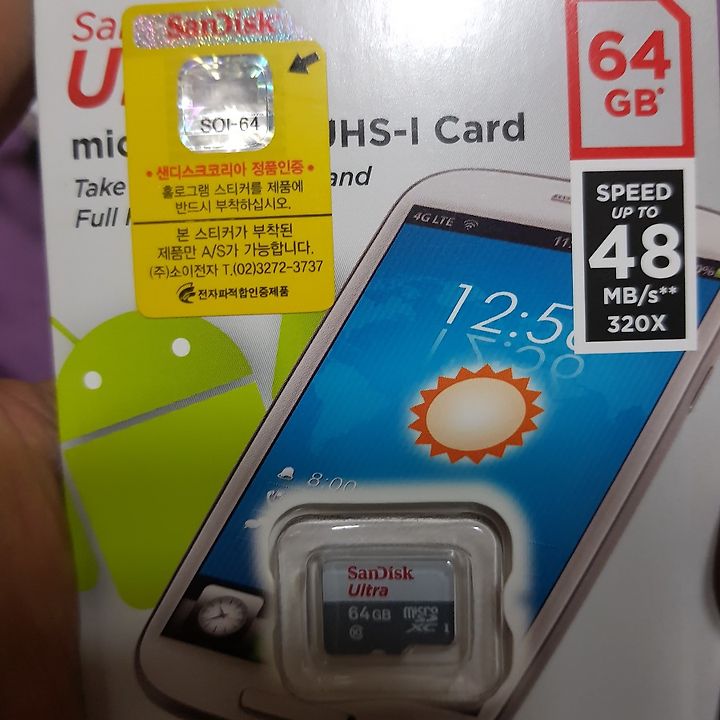 SanDisk
SOI-64
• 샌디스크코리아 정품인증 •
홀로그램 스티커를 제품에
반드시 부착하십시오.
본 스티커가 부착된
제품만 A/S가 가능합니다.
(주)소이전자 T.(02)3272-3737
전자파적합인증제품
UHS-I Card
Take
Full
64
GB*
SPEED
UP TO
48
MB/s**
320X
4G LTE
12:5
8:00
SanDisk
Ultra
64 GB
micro
XC I
10